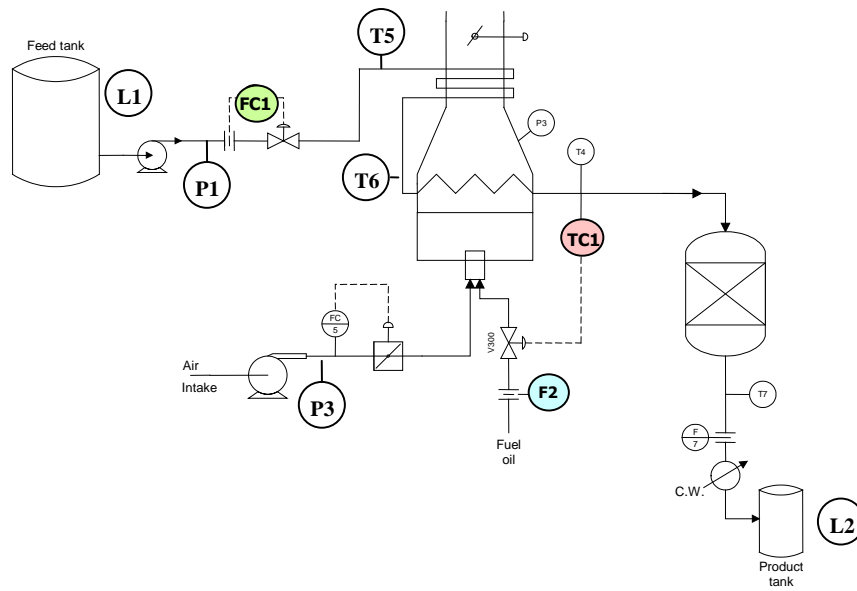 Feed tank
L1
FC1
P1
T5
T6
P3
T4
TC1
FC
5
Air
Intake
P3
V300
F2
Fuel
oil
T7
F
7
C.W.
L2
Product
tank